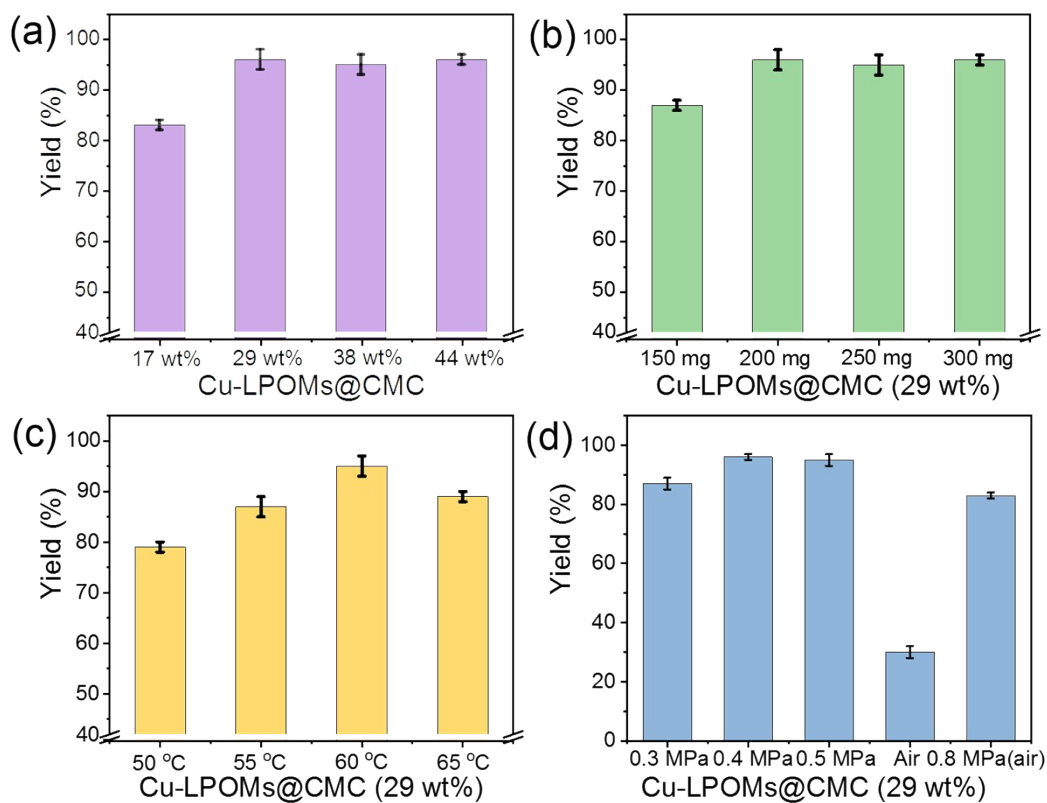 (a)
Yield (%)
100
90
80
70
60
50
40
17 wt%
29 wt%
38 wt%
44 wt%
Cu-LPOMs@CMC
(b)
Yield (%)
100
90
80
70
60
50
40
150 mg
200 mg
250 mg
300 mg
Cu-LPOMs@CMC (29 wt%)
(c)
Yield (%)
100
90
80
70
60
50
40
50 ºC
55 ºC
60 ºC
65 ºC
Cu-LPOMs@CMC (29 wt%)
(d)
Yield (%)
100
80
60
40
20
0
0.3 MPa
0.4 MPa
0.5 MPa
Air
0.8 MPa(air)
Cu-LPOMs@CMC (29 wt%)